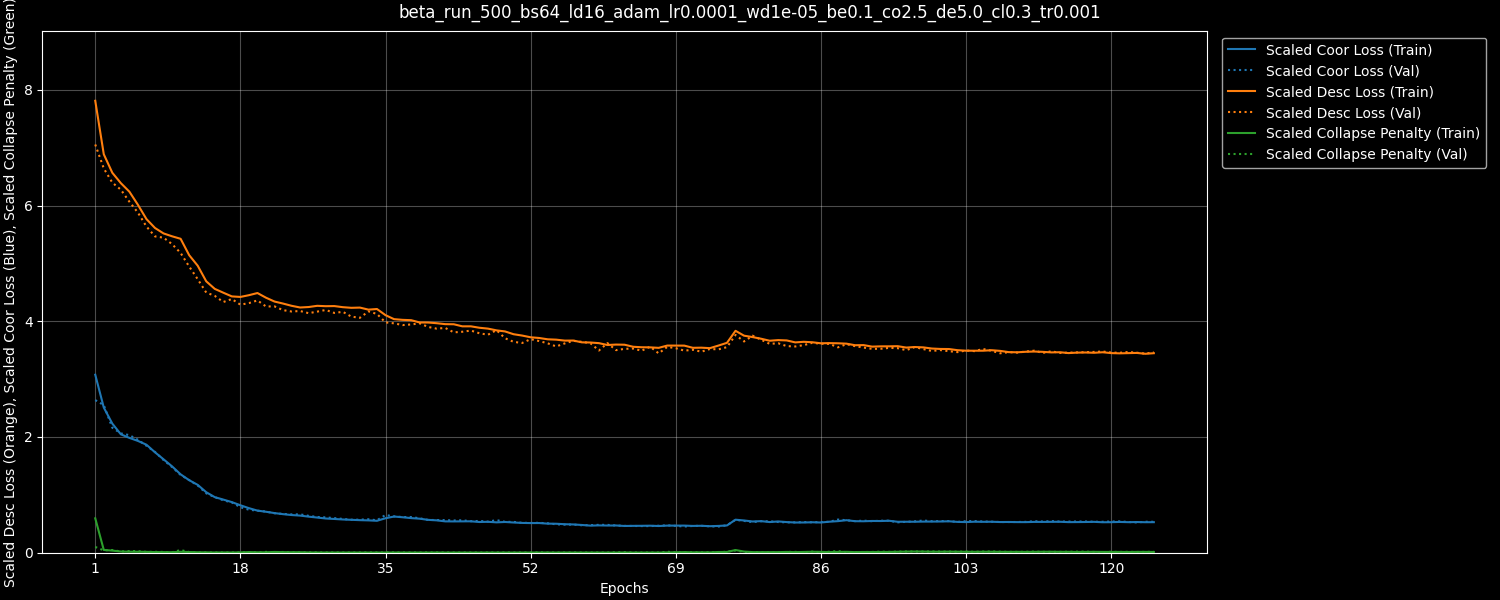 beta_run_500_bs64_ld16_adam_lr0.0001_wd1e-05_be0.1_co2.5_de5.0_cl0.3_tr0.001
Scaled Desc Loss (Orange), Scaled Coor Loss (Blue), Scaled Collapse Penalty (Green)
8
6
4
2
0
1
18
35
52
69
86
103
120
Epochs
Scaled Coor Loss (Train)
Scaled Coor Loss (Val)
Scaled Desc Loss (Train)
Scaled Desc Loss (Val)
Scaled Collapse Penalty (Train)
Scaled Collapse Penalty (Val)